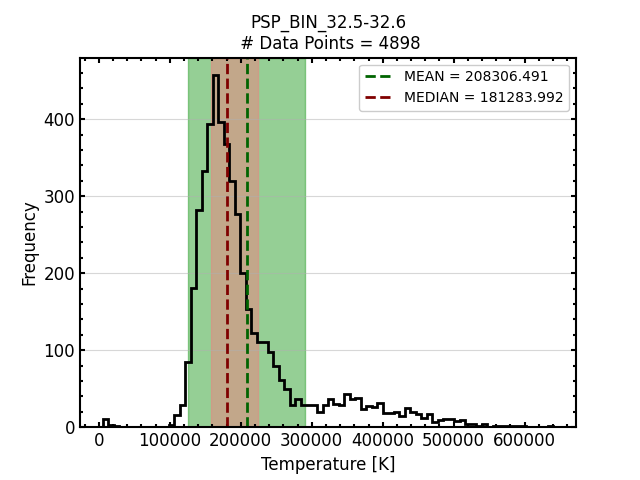 PSP_BIN_32.5-32.6
# Data Points = 4898
MEAN = 208306.491
MEDIAN = 181283.992
Frequency
400
300
200
100
0
0 100000 200000 300000 400000 500000 600000
Temperature [K]